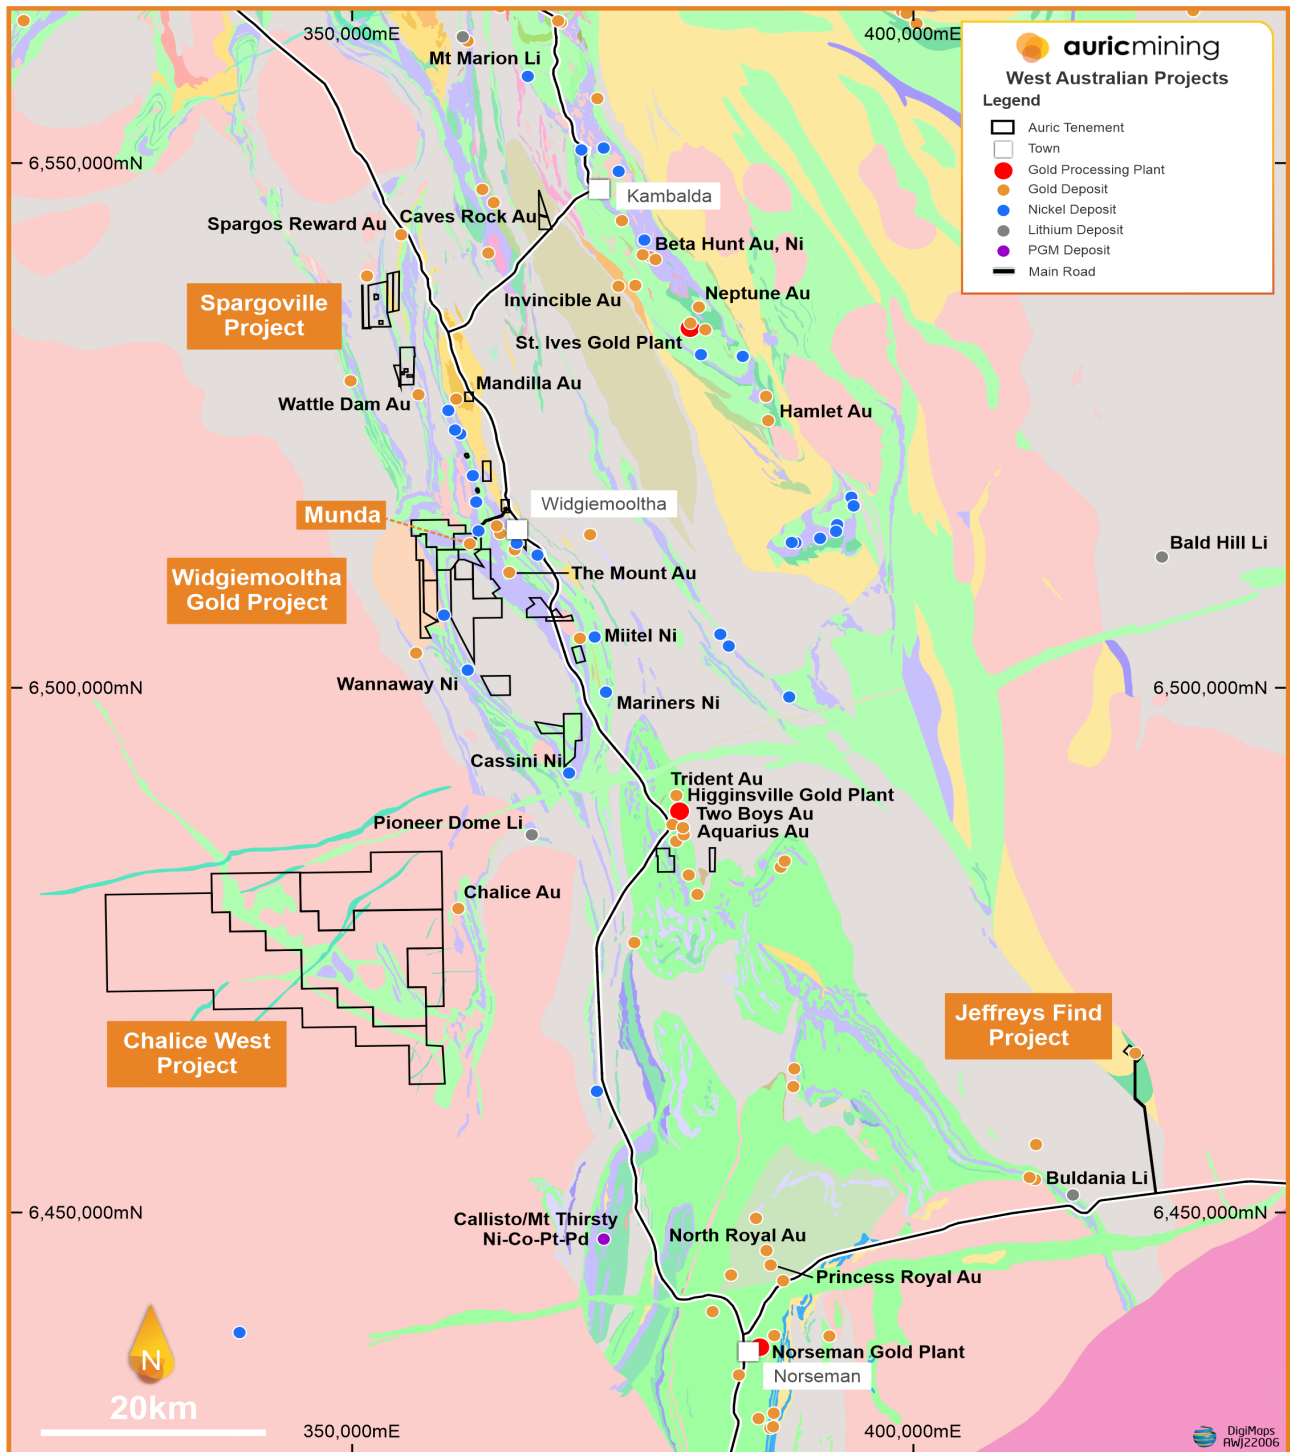 350,000mE
400,000mE
auricmining
West Australian Projects
Legend
Auric Tenement
Town
Gold Processing Plant
Gold Deposit
Nickel Deposit
Lithium Deposit
PGM Deposit
Main Road
Mt Marion Li
6,550,000mN
Kambalda
Caves Rock Au
Spargos Reward Au
Beta Hunt Au, Ni
Neptune Au
Invincible Au
Spargoville
Project
St. Ives Gold Plant
Mandilla Au
Wattle Dam Au
Hamlet Au
Widgiemooltha
Munda
Bald Hill Li
The Mount Au
Widgiemooltha
Gold Project
Miitel Ni
Wannaway Ni
6,500,000mN
6,500,000mN
Mariners Ni
Cassini Ni
Trident Au
Higginsville Gold Plant
Two Boys Au
Pioneer Dome Li
Aquarius Au
Chalice Au
Jeffreys Find
Project
Chalice West
Project
Buldania Li
6,450,000mN
6,450,000mN
Callisto/Mt Thirsty
Ni-Co-Pt-Pd
North Royal Au
Princess Royal Au
N
Norseman Gold Plant
Norseman
20km
350,000mE
400,000mE
DigiMaps
AWJ22006